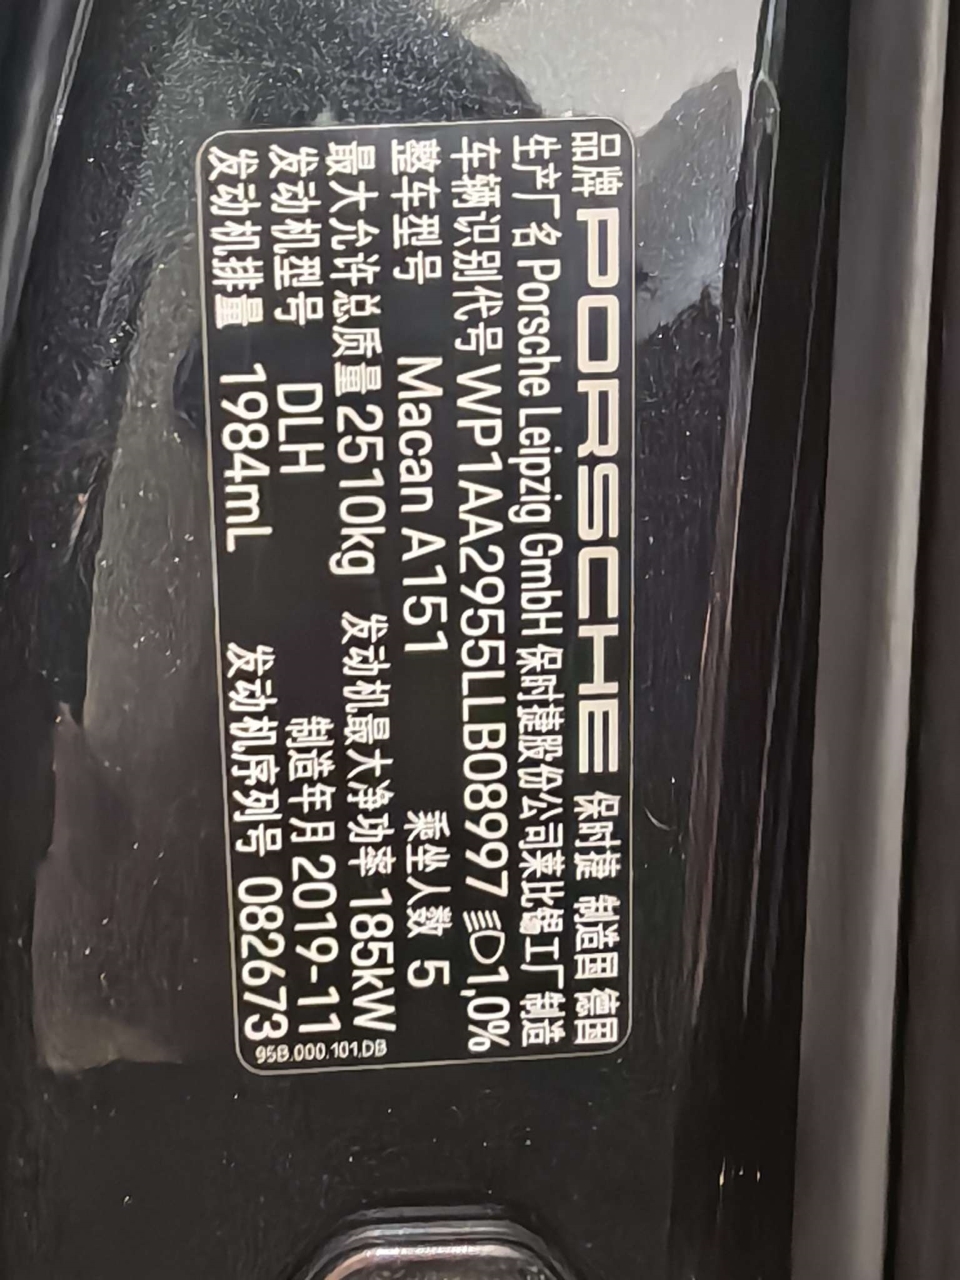 品牌 PORSCHE 保时捷 制造国 德国
生产厂名 Porsche Leipzig GmbH 保时捷股份公司莱比锡工厂制造
车辆识别代号 WP1AA2955LLB08997 1,0%
整车型号 Macan A151 乘坐人数 5
最大允许总质量 2510kg 发动机最大净功率 185kW
发动机型号 DLH 制造年月 2019-11
发动机排量 1984mL 发动机序列号 082673
95B.000.101.DB